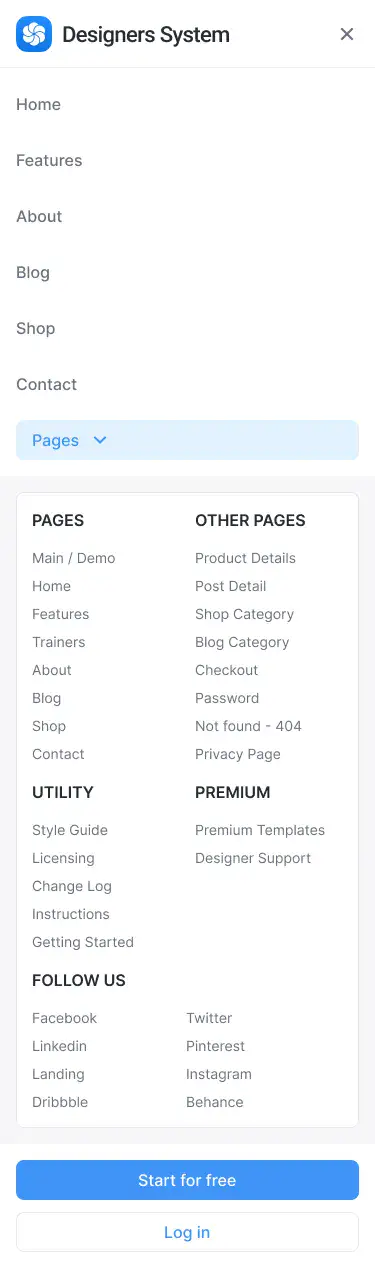 Designers System
Home
Features
About
Blog
Shop
Contact
Pages
PAGES
Main / Demo
Home
Features
Trainers
About
Blog
Shop
Contact
OTHER PAGES
Product Details
Post Detail
Shop Category
Blog Category
Checkout
Password
Not found - 404
Privacy Page
UTILITY
Style Guide
Licensing
Change Log
Instructions
Getting Started
PREMIUM
Premium Templates
Designer Support
FOLLOW US
Facebook
Linkedin
Landing
Dribbble
Twitter
Pinterest
Instagram
Behance
Start for free
Log in